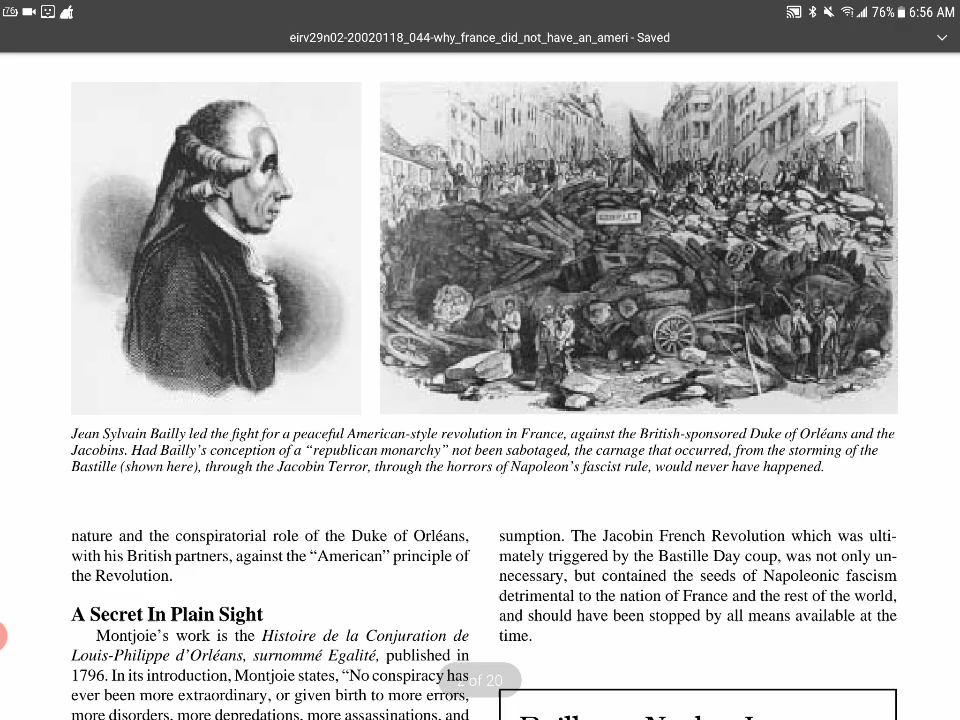 76
76% 6:56 AM
eirv29n02-20020118_044-why_france_did_not_have_an_ameri - Saved
COMPLET
Jean Sylvain Bailly led the fight for a peaceful American-style revolution in France, against the British-sponsored Duke of Orléans and the
Jacobins. Had Bailly's conception of a “republican monarchy” not been sabotaged, the carnage that occurred, from the storming of the
Bastille (shown here), through the Jacobin Terror, through the horrors of Napoleon's fascist rule, would never have happened.
nature and the conspiratorial role of the Duke of Orléans,
with his British partners, against the “American” principle of
the Revolution.
A Secret In Plain Sight
Montjoie's work is the Histoire de la Conjuration de
Louis-Philippe d'Orléans, surnommé Egalité, published in
1796. In its introduction, Montjoie states, “No conspiracy has
ever been more extraordinary, or given birth to more errors,
more disorders, more depredations, more assassinations, and
sumption. The Jacobin French Revolution which was ulti-
mately triggered by the Bastille Day coup, was not only un-
necessary, but contained the seeds of Napoleonic fascism
detrimental to the nation of France and the rest of the world,
and should have been stopped by all means available at the
time.
of 20